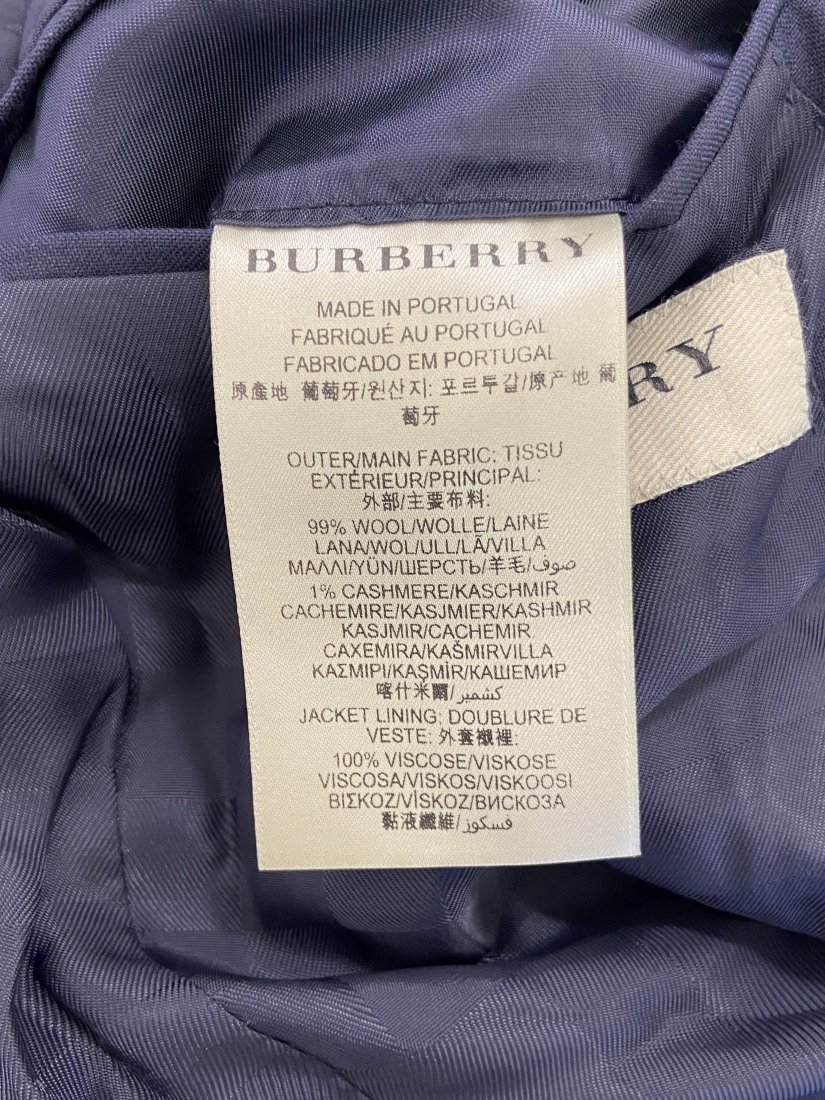 BURBERRY
MADE IN PORTUGAL
FABRIQUÉ AU PORTUGAL
FABRICADO EM PORTUGAL
原產地 葡萄牙/원산지: 포르투갈/原产地 葡
萄牙
OUTER/MAIN FABRIC: TISSU
EXTÉRIEUR/PRINCIPAL:
外部/主要布料:
99% WOOL/WOLLE/LAINE
LANA/WOL/ULL/LÃ/VILLA
ΜΑΛΛΙ/YÜN/ШЕРСТЬ/羊毛/صوف
1% CASHMERE/KASCHMIR
CACHEMIRE/KASJMIER/KASHMIR
KASJMIR/CACHEMIR
CAXEMIRA/KAŠMIRVILLA
ΚΑΣΜΙΡΙ/KAŞMİR/КАШЕМИР
喀什米爾/كشمير
JACKET LINING: DOUBLURE DE
VESTE: 外套襯裡:
100% VISCOSE/VISKOSE
VISCOSA/VISKOS/VISKOOSI
ΒΙΣΚΟΖ/VİSKOZ/ВИСКОЗА
黏液纖維/فسكوز
RRY